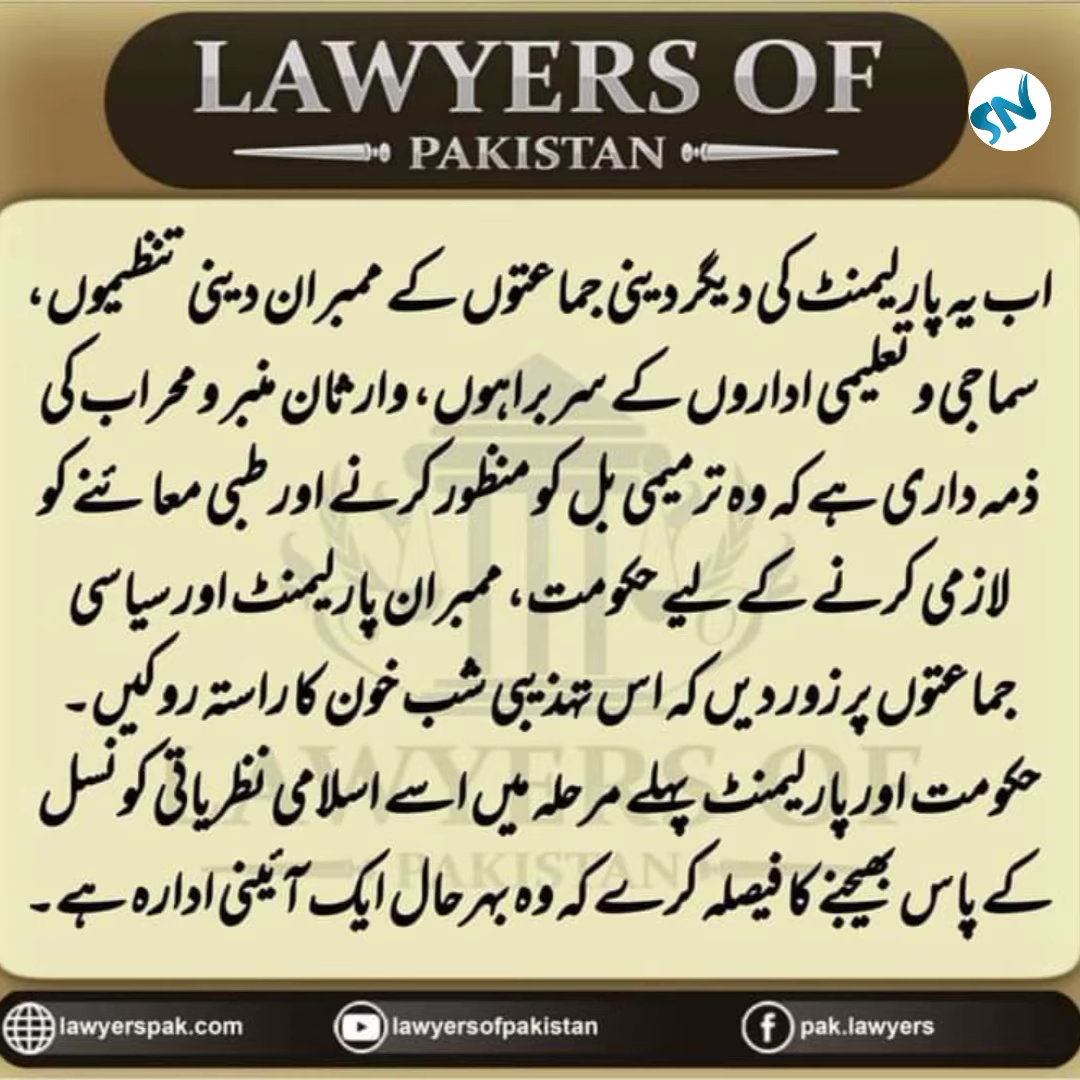 LAWYERS OF
PAKISTAN
SN
اب یہ پارلیمنٹ کی دیگر دینی جماعتوں کے ممبران دینی تنظیموں،
سماجی و تعلیمی اداروں کے سربراہوں، وارثان منبر و محراب کی
ذمہ داری ہے کہ وہ ترمیمی بل کو منظور کرنے اور طبی معائنے کو
لازمی کرنے کے لیے حکومت، ممبران پارلیمنٹ اور سیاسی
جماعتوں پر زور دیں کہ اس تہذیبی شب خون کا راستہ روکیں۔
حکومت اور پارلیمنٹ پہلے مرحلہ میں اسے اسلامی نظریاتی کونسل
کے پاس بھیجنے کا فیصلہ کرے کہ وہ بہر حال ایک آئینی ادارہ ہے۔
LAWYERS OF
PAKISTAN
lawyerspak.com lawyersofpakistan pak.lawyers